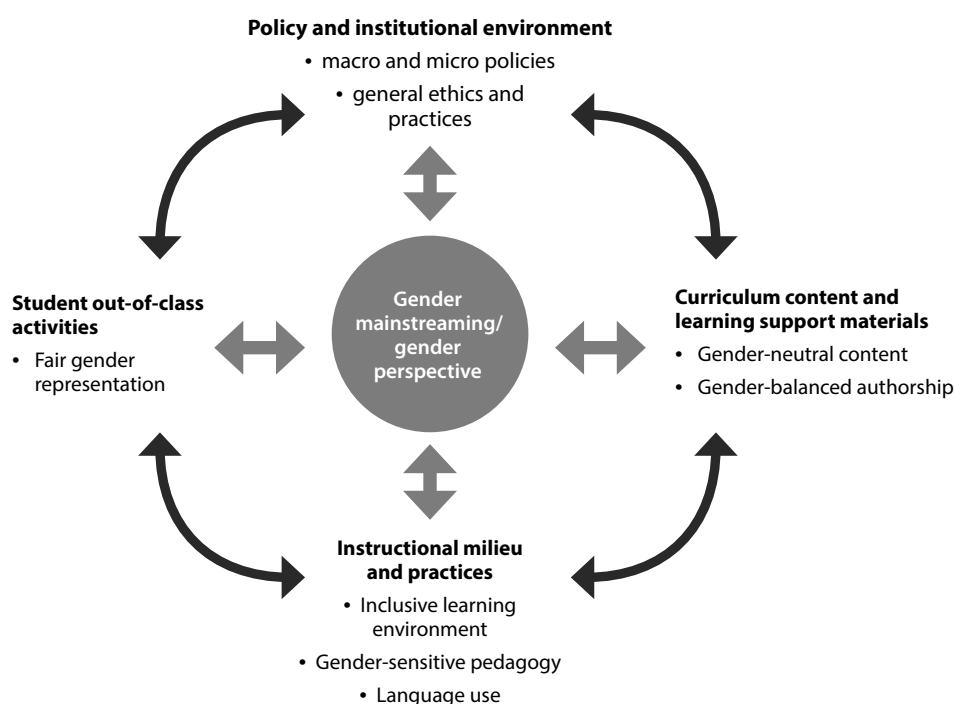 Policy and institutional environment
• macro and micro policies
• general ethics and
practices
Student out-of-class
activities
• Fair gender
representation
Gender
mainstreaming/
gender
perspective
Curriculum content and
learning support materials
• Gender-neutral content
• Gender-balanced authorship
Instructional milieu
and practices
• Inclusive learning
environment
• Gender-sensitive pedagogy
• Language use